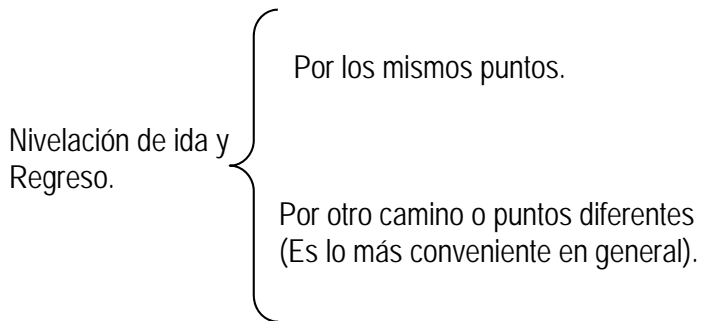 Nivelación de ida y
Regreso.
Por los mismos puntos.
Por otro camino o puntos diferentes
(Es lo más conveniente en general).